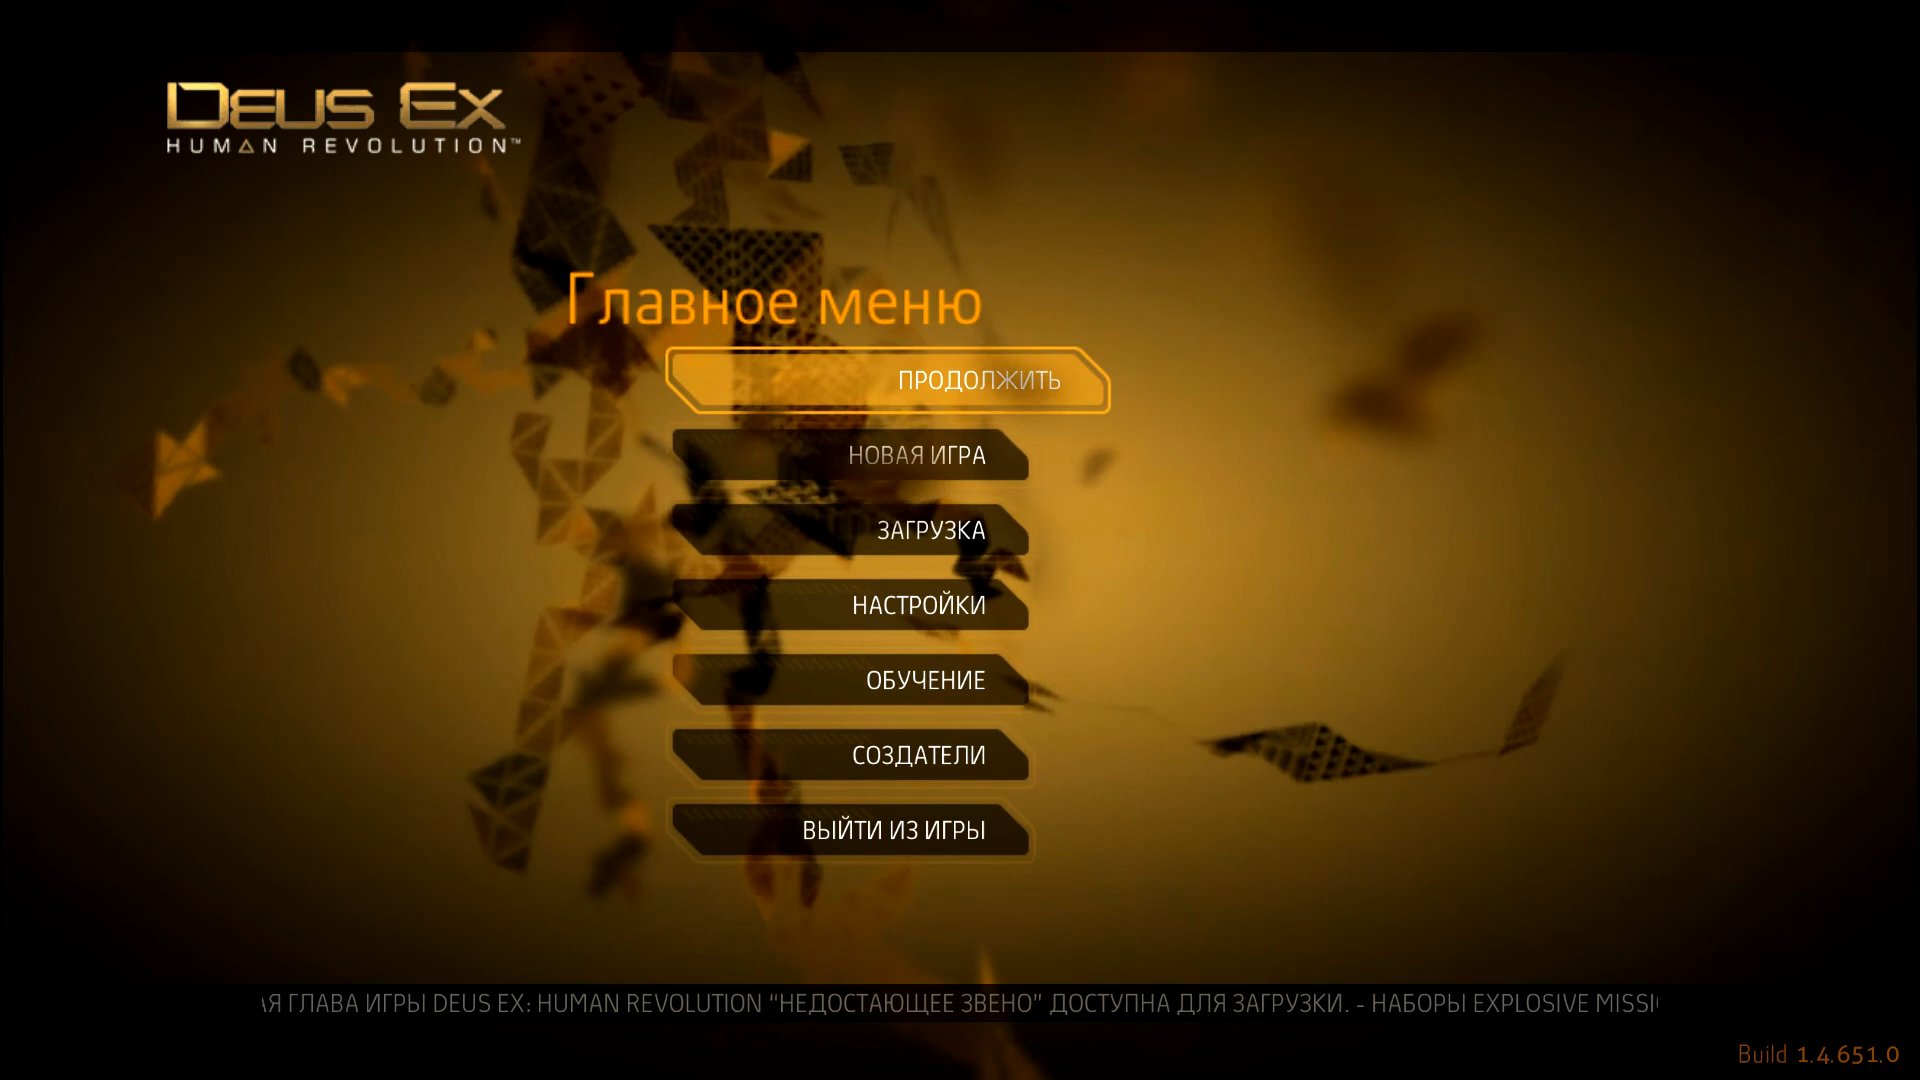 DEUS EX
HUMAN REVOLUTION™
Главное меню
ПРОДОЛЖИТЬ
НОВАЯ ИГРА
ЗАГРУЗКА
НАСТРОЙКИ
ОБУЧЕНИЕ
СОЗДАТЕЛИ
ВЫЙТИ ИЗ ИГРЫ
ГЛАВА ИГРЫ DEUS EX: HUMAN REVOLUTION “НЕДОСТАЮЩЕЕ ЗВЕНО” ДОСТУПНА ДЛЯ ЗАГРУЗКИ. - НАБОРЫ EXPLOSIVE
Build 1.4.651.0